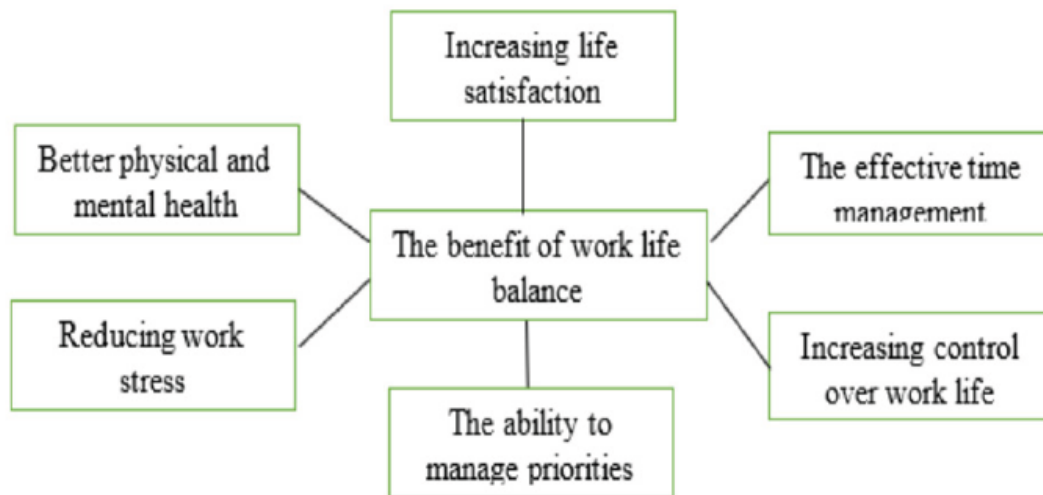 Increasing life
satisfaction
Better physical and
mental health
The effective time
management
The benefit of work life
balance
Reducing work
stress
Increasing control
over work life
The ability to
manage priorities